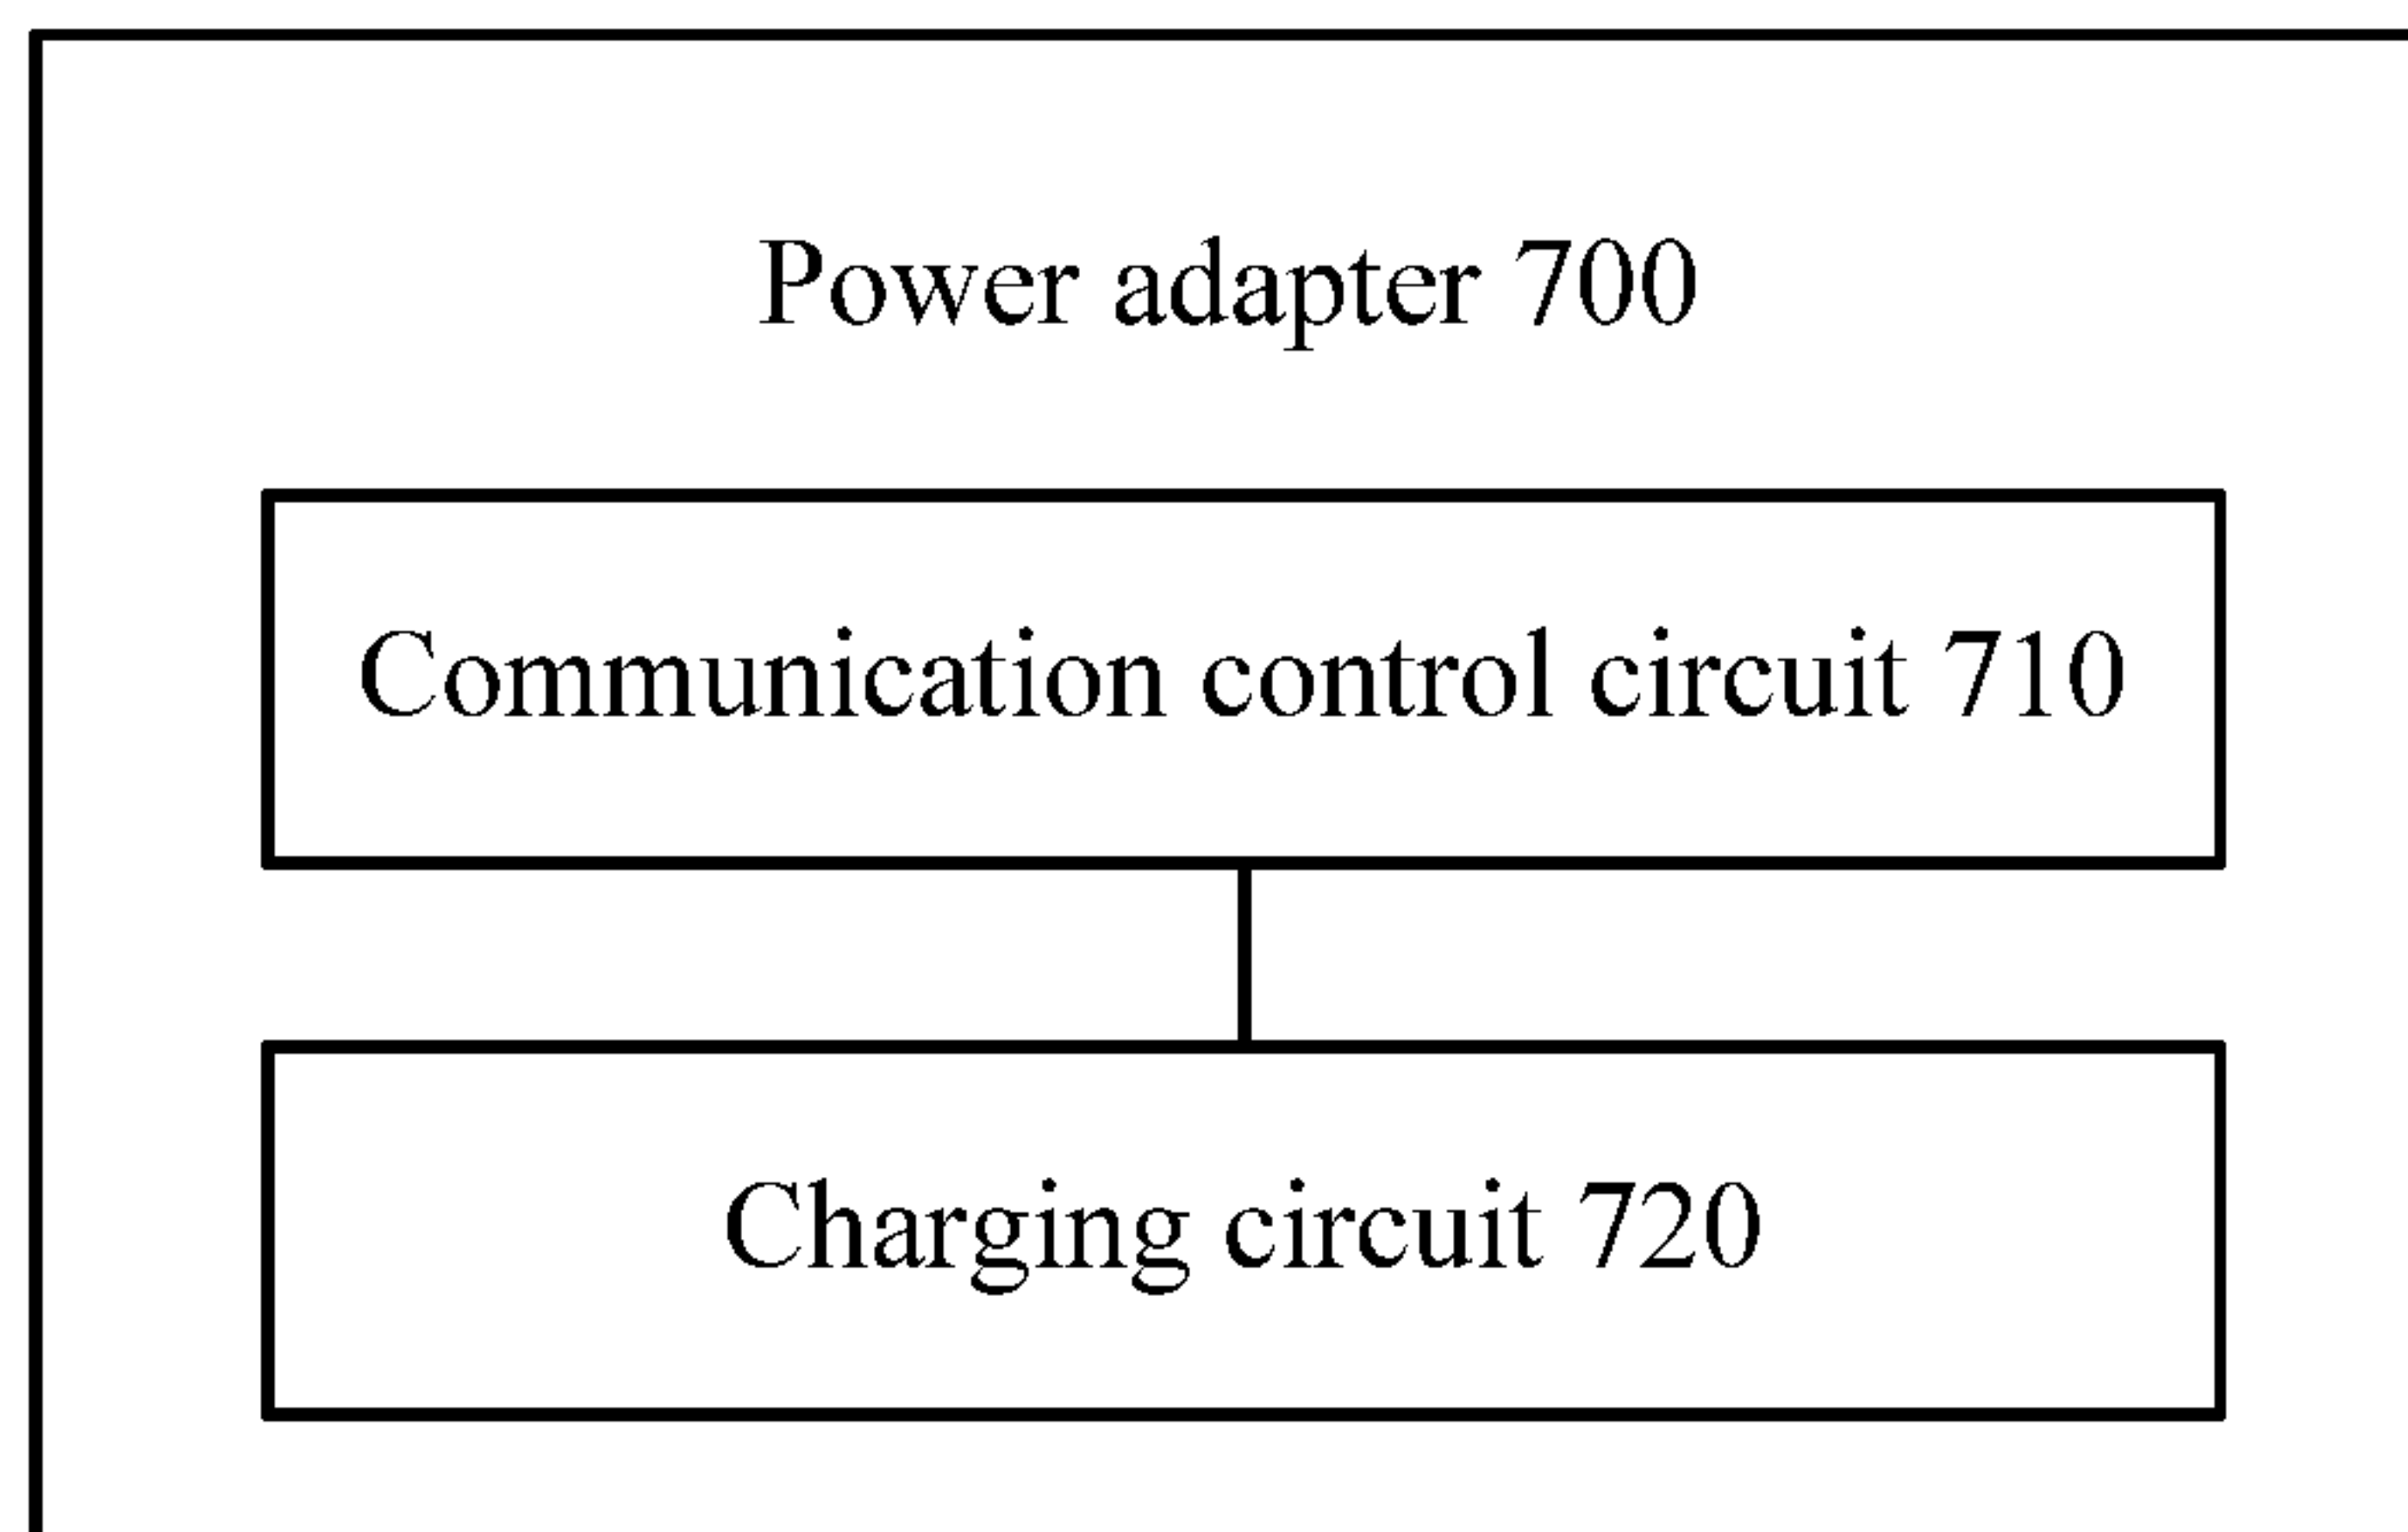 Power adapter 700
Communication control circuit 710
Charging circuit 720